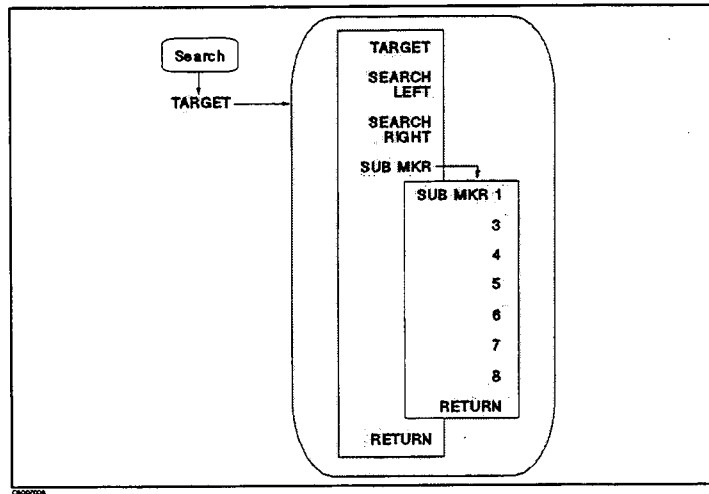 Search
TARGET
TARGET
SEARCH
LEFT
SEARCH
RIGHT
SUB MKR
SUB MKR 1
3
4
5
6
7
8
RETURN
RETURN